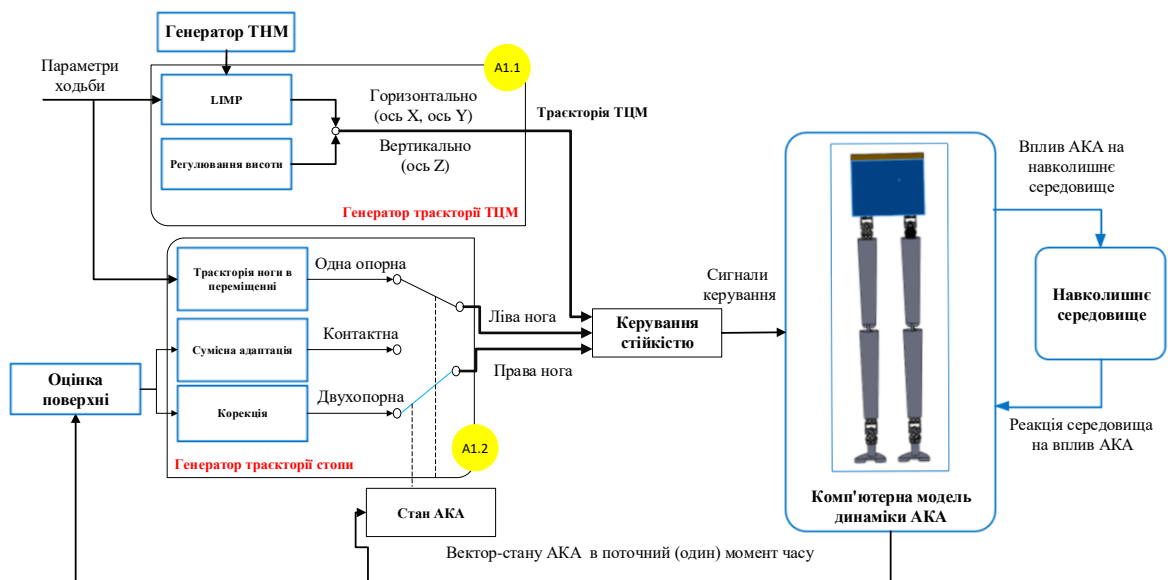 Генератор ТНМ
Параметри
ходьби
A1.1
LIMP
Горизонтально
(ось X, ось Y)
Траєкторія ТЦМ
Вертикально
(ось Z)
Регулювання висоти
Генератор траєкторії ТЦМ
Траєкторія ноги в
переміщенні
Одна опорна
Ліва нога
Сумісна адаптація
Контактна
Права нога
Оцінка
поверхні
Корекція
Двухопорна
A1.2
Генератор траєкторії стопи
Керування
стійкістю
Сигнали
керування
Вплив АКА на
навколишнє
середовище
Навколишнє
середовище
Реакція середовища
на вплив АКА
Комп'ютерна модель
динаміки АКА
Стан АКА
Вектор-стану АКА в поточний (один) момент часу